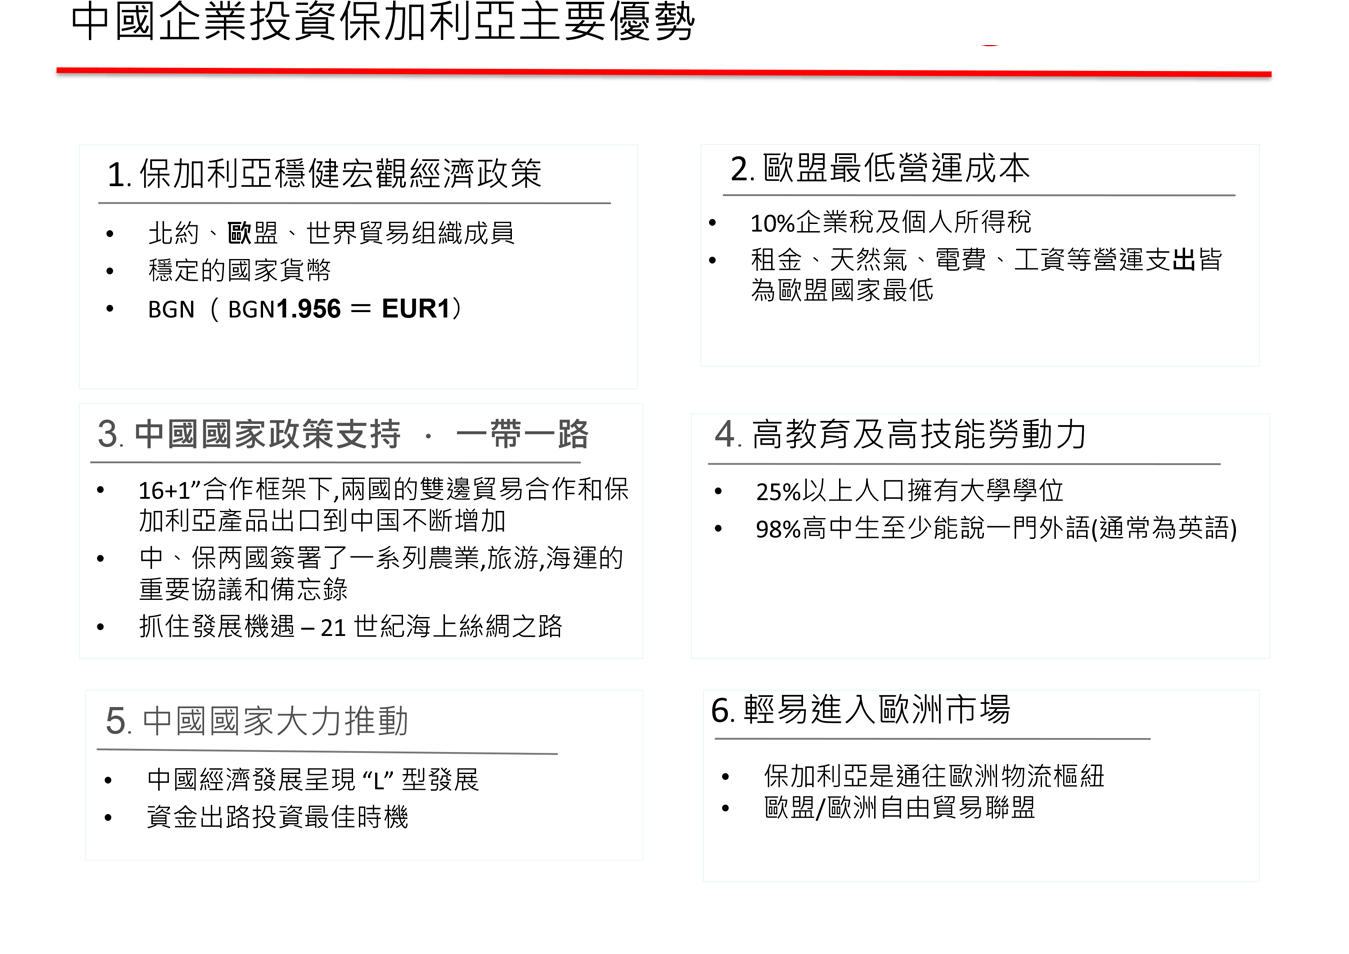 中國企業投資保加利亞主要優勢
1. 保加利亞穩健宏觀經濟政策
• 北約、歐盟、世界貿易组織成員
• 穩定的國家貨幣
• BGN（ BGN1.956 ＝ EUR1）
2. 歐盟最低營運成本
• 10%企業稅及個人所得稅
• 租金、天然氣、電費、工資等營運支出皆
為歐盟國家最低
3. 中國國家政策支持 · 一帶一路
• 16+1”合作框架下,兩國的雙邊貿易合作和保
加利亞產品出口到中国不断增加
• 中、保两國簽署了一系列農業,旅游,海運的
重要協議和備忘錄
• 抓住發展機遇 – 21 世紀海上絲綢之路
4. 高教育及高技能勞動力
• 25%以上人口擁有大學學位
• 98%高中生至少能說一門外語(通常為英語)
5. 中國國家大力推動
• 中國經濟發展呈現 “L” 型發展
• 資金出路投資最佳時機
6. 輕易進入歐洲市場
• 保加利亞是通往歐洲物流樞紐
• 歐盟/歐洲自由貿易聯盟